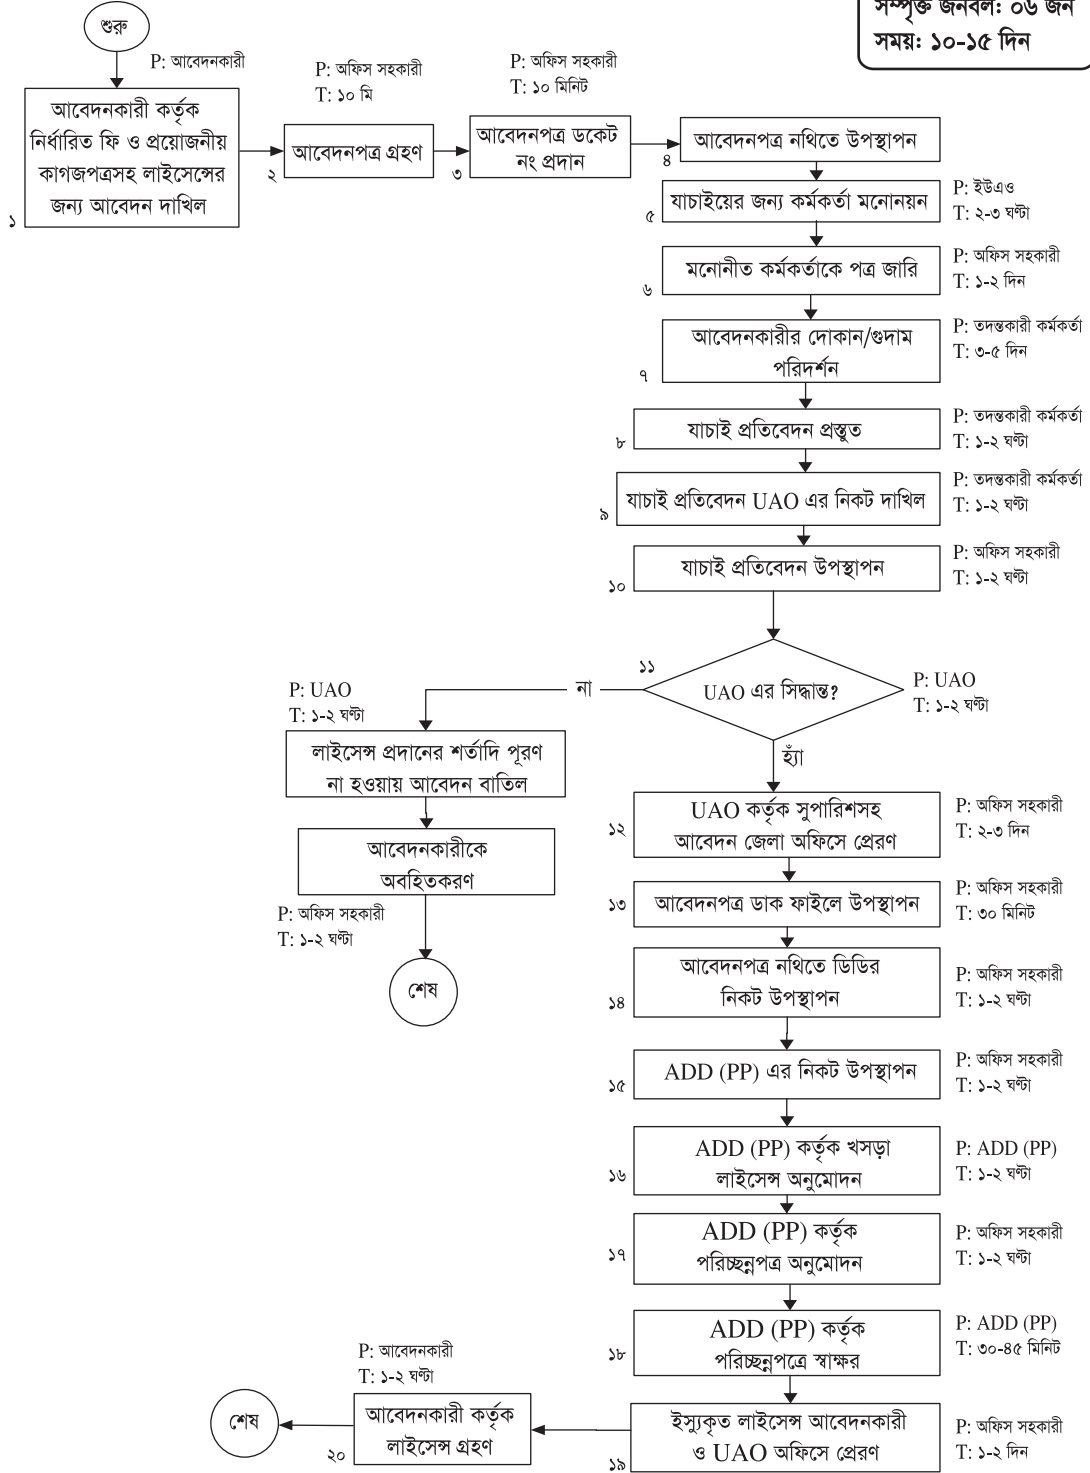 সম্পৃক্ত জনবল: ০৬ জন
সময়: ১০-১৫ দিন
শুরু
P: আবেদনকারী
আবেদনকারী কর্তৃক
নির্ধারিত ফি ও প্রয়োজনীয়
কাগজপত্রসহ লাইসেন্সের
জন্য আবেদন দাখিল
১
P: অফিস সহকারী
T: ১০ মি
আবেদনপত্র গ্রহণ
২
P: অফিস সহকারী
T: ১০ মিনিট
আবেদনপত্র ডকেট
নং প্রদান
৩
আবেদনপত্র নথিতে উপস্থাপন
৪
যাচাইয়ের জন্য কর্মকর্তা মনোনয়ন
৫
P: ইউএও
T: ২-৩ ঘণ্টা
মনোনীত কর্মকর্তাকে পত্র জারি
৬
P: অফিস সহকারী
T: ১-২ দিন
আবেদনকারীর দোকান/গুদাম
পরিদর্শন
৭
P: তদন্তকারী কর্মকর্তা
T: ৩-৫ দিন
যাচাই প্রতিবেদন প্রস্তুত
৮
P: তদন্তকারী কর্মকর্তা
T: ১-২ ঘণ্টা
যাচাই প্রতিবেদন UAO এর নিকট দাখিল
৯
P: তদন্তকারী কর্মকর্তা
T: ১-২ ঘণ্টা
যাচাই প্রতিবেদন উপস্থাপন
১০
P: অফিস সহকারী
T: ১-২ ঘণ্টা
১১
UAO এর সিদ্ধান্ত?
P: UAO
T: ১-২ ঘণ্টা
না
P: UAO
T: ১-২ ঘণ্টা
লাইসেন্স প্রদানের শর্তাদি পূরণ
না হওয়ায় আবেদন বাতিল
আবেদনকারীকে
অবহিতকরণ
P: অফিস সহকারী
T: ১-২ ঘণ্টা
শেষ
হ্যাঁ
UAO কর্তৃক সুপারিশসহ
আবেদন জেলা অফিসে প্রেরণ
১২
P: অফিস সহকারী
T: ২-৩ দিন
আবেদনপত্র ডাক ফাইলে উপস্থাপন
১৩
P: অফিস সহকারী
T: ৩০ মিনিট
আবেদনপত্র নথিতে ডিডির
নিকট উপস্থাপন
১৪
P: অফিস সহকারী
T: ১-২ ঘণ্টা
ADD (PP) এর নিকট উপস্থাপন
১৫
P: অফিস সহকারী
T: ১-২ ঘণ্টা
ADD (PP) কর্তৃক খসড়া
লাইসেন্স অনুমোদন
১৬
P: ADD (PP)
T: ১-২ ঘণ্টা
ADD (PP) কর্তৃক
পরিচ্ছন্নপত্র অনুমোদন
১৭
P: অফিস সহকারী
T: ১-২ ঘণ্টা
ADD (PP) কর্তৃক
পরিচ্ছন্নপত্রে স্বাক্ষর
১৮
P: ADD (PP)
T: ৩০-৪৫ মিনিট
ইস্যুকৃত লাইসেন্স আবেদনকারী
ও UAO অফিসে প্রেরণ
১৯
P: অফিস সহকারী
T: ১-২ দিন
P: আবেদনকারী
T: ১-২ ঘণ্টা
আবেদনকারী কর্তৃক
লাইসেন্স গ্রহণ
২০
শেষ